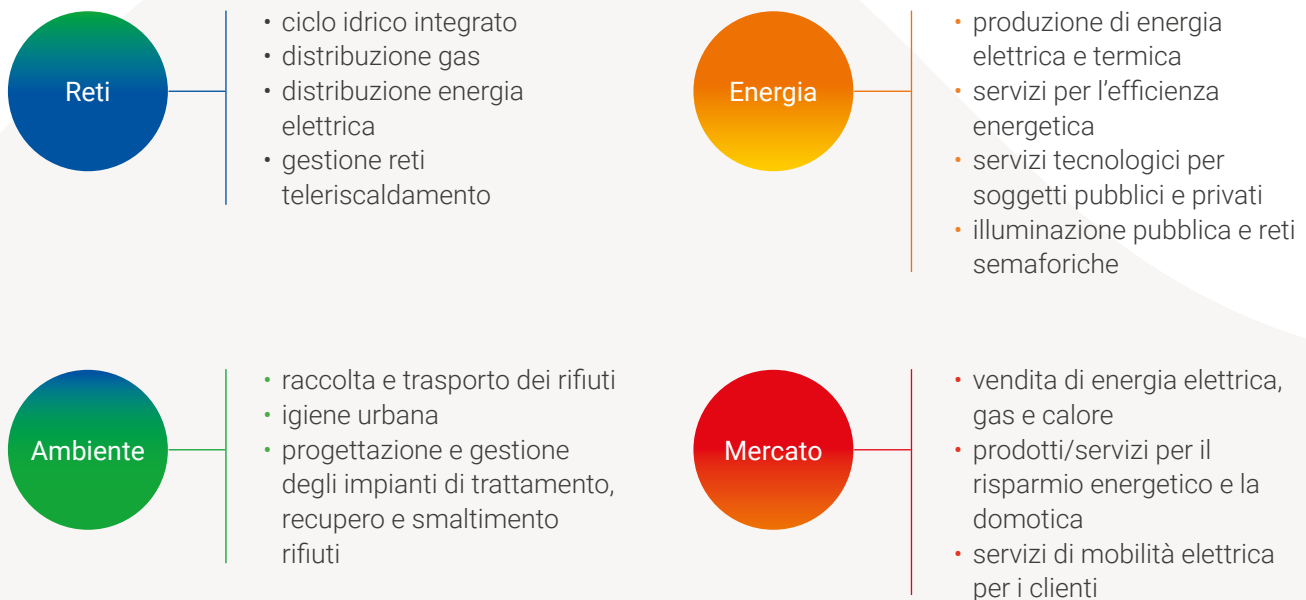 Reti
• ciclo idrico integrato
• distribuzione gas
• distribuzione energia
elettrica
• gestione reti
teleriscaldamento
Energia
• produzione di energia
elettrica e termica
• servizi per l’efficienza
energetica
• servizi tecnologici per
soggetti pubblici e privati
• illuminazione pubblica e reti
semaforiche
Ambiente
• raccolta e trasporto dei rifiuti
• igiene urbana
• progettazione e gestione
degli impianti di trattamento,
recupero e smaltimento
rifiuti
Mercato
• vendita di energia elettrica,
gas e calore
• prodotti/servizi per il
risparmio energetico e la
domotica
• servizi di mobilità elettrica
per i clienti